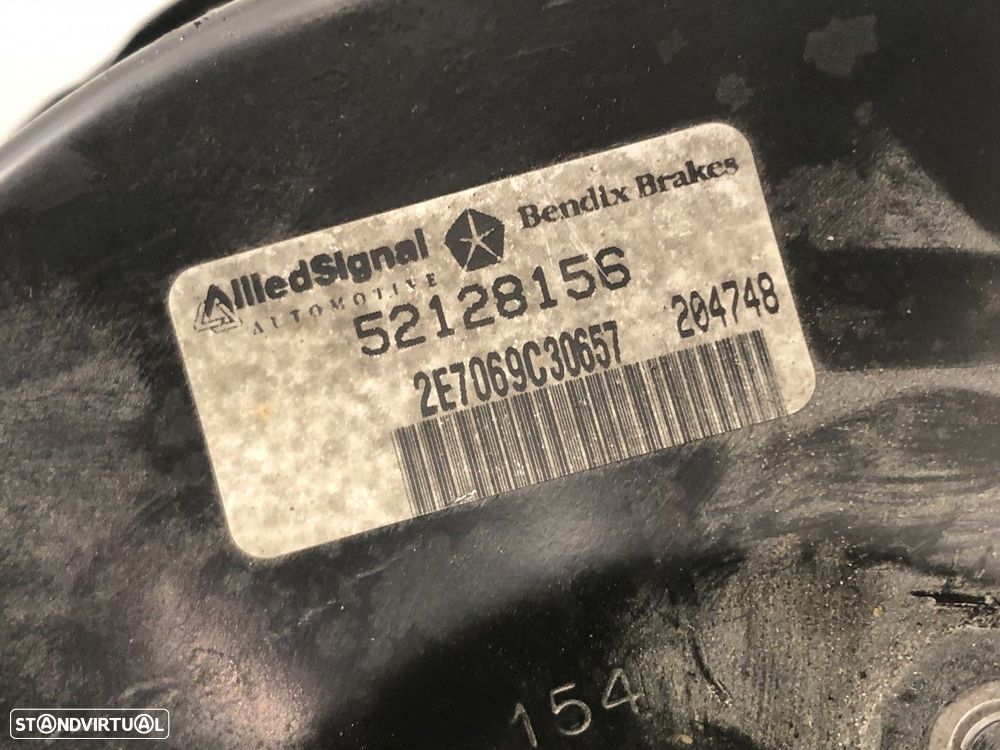 AlliedSignal Bendix Brakes
AUTOMOTIVE
52128156
2E7069C30657 204748
154
STANDVIRTUAL